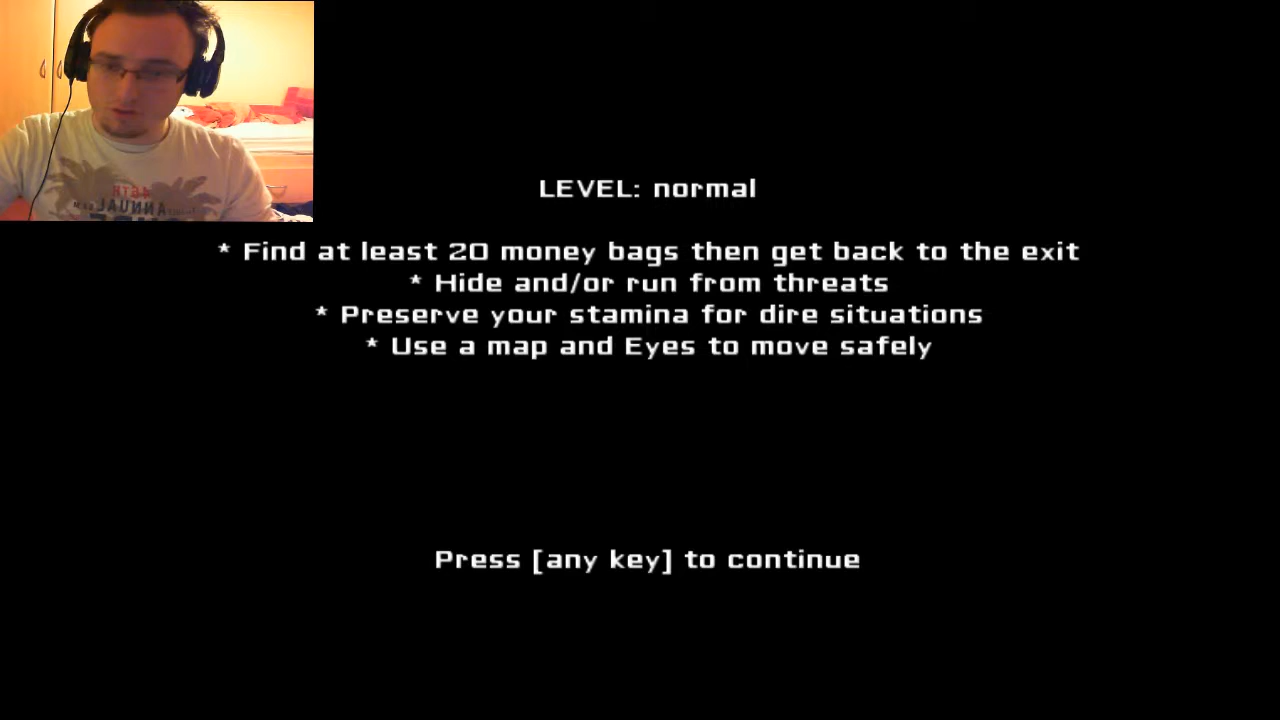 LEVEL: normal
* Find at least 20 money bags then get back to the exit
* Hide and/or run from threats
* Preserve your stamina for dire situations
* Use a map and Eyes to move safely
Press [any key] to continue